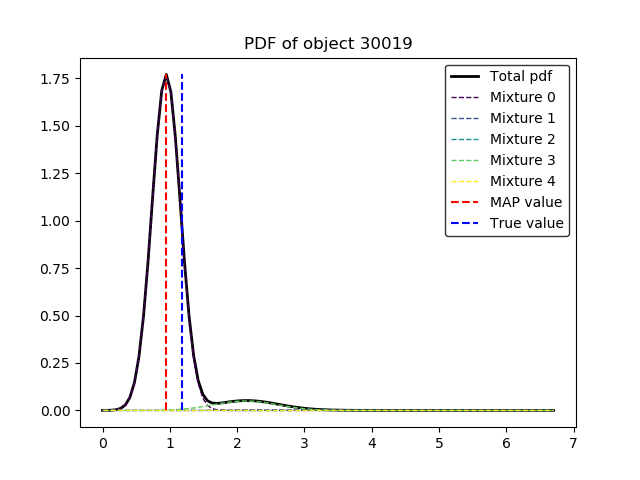 PDF of object 30019
Total pdf
Mixture 0
Mixture 1
Mixture 2
Mixture 3
Mixture 4
MAP value
True value
1.75
1.50
1.25
1.00
0.75
0.50
0.25
0.00
0 1 2 3 4 5 6 7